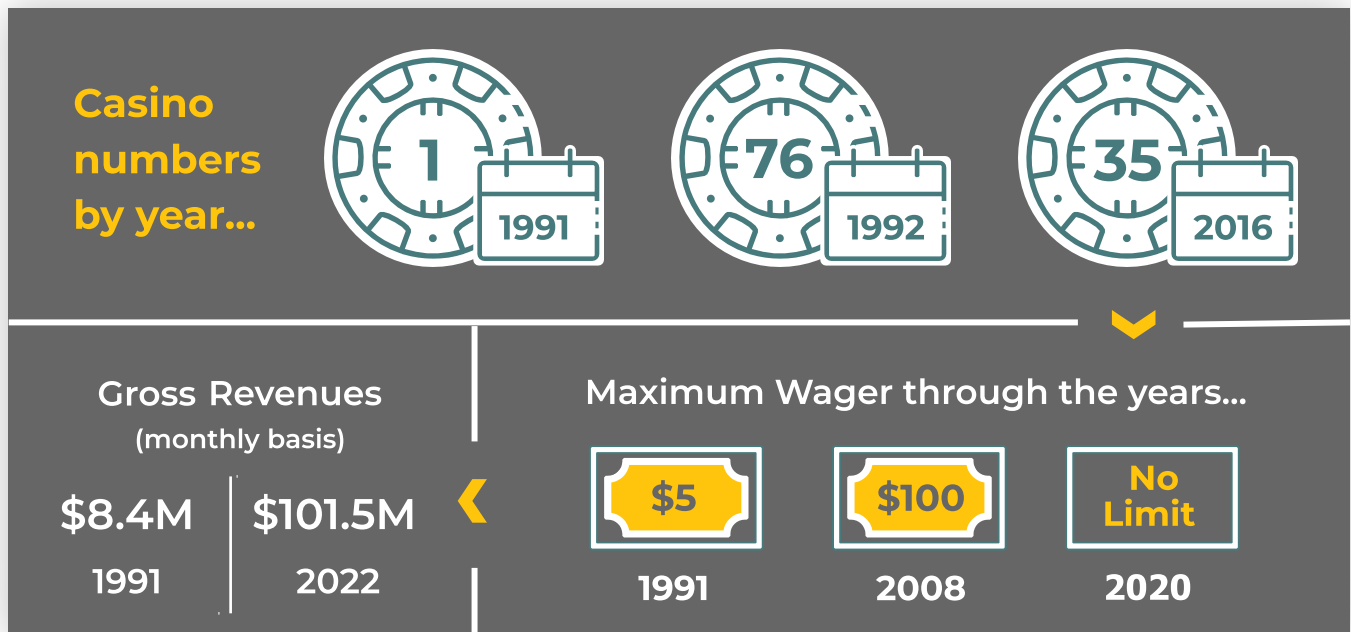 Casino
numbers
by year...
1
1991
76
1992
35
2016
Maximum Wager through the years...
$5
1991
$100
2008
No
Limit
2020
Gross Revenues
(monthly basis)
$8.4M
1991
$101.5M
2022